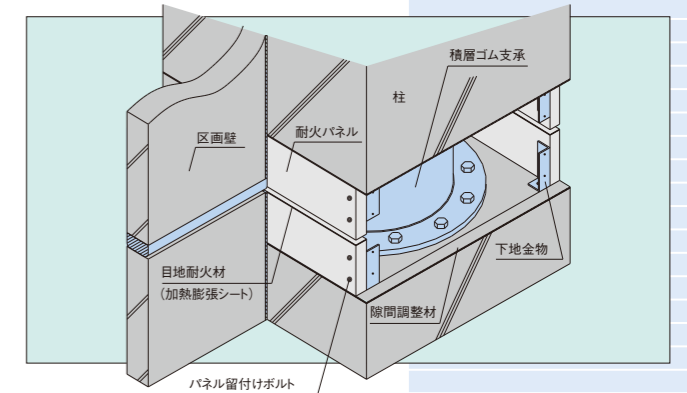 積層ゴム支承
柱
耐火パネル
区画壁
下地金物
目地耐火材
（加熱膨張シート）
隙間調整材
パネル留付けボルト